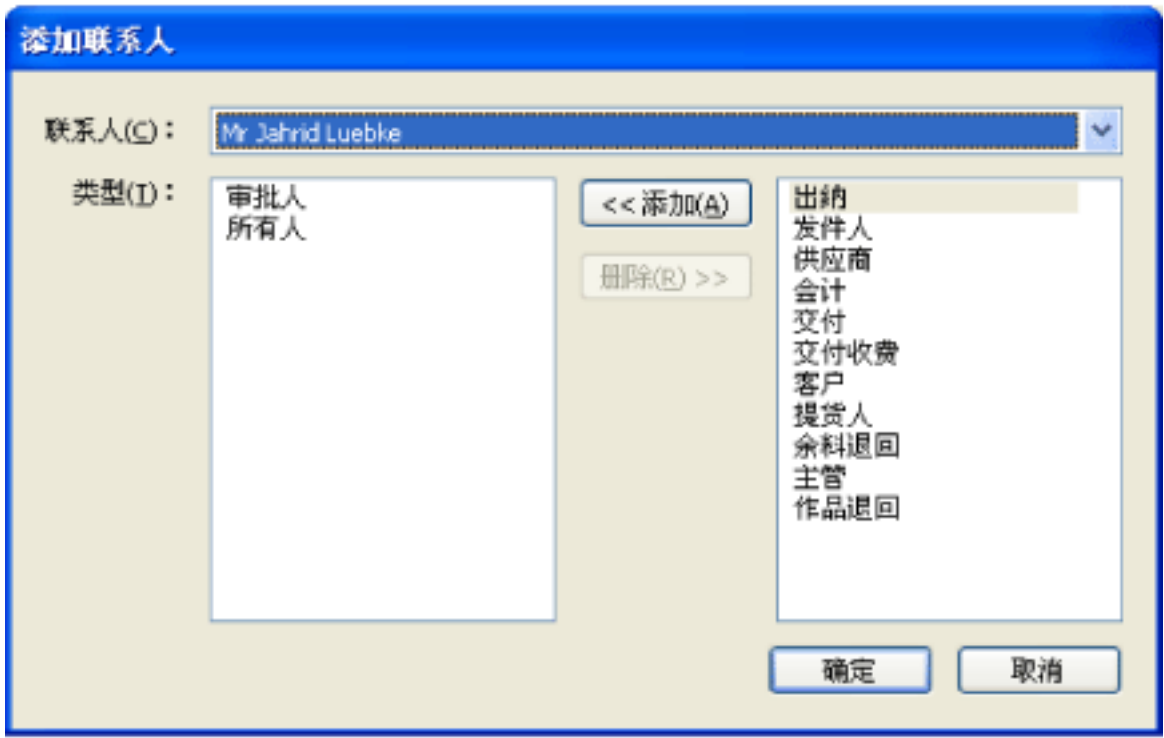 添加联系人
联系人(C)：
Mr Jahrid Luebke
类型(T)：
审批人
所有人
<< 添加(A)
删除(R) >>
出纳
发件人
供应商
会计
交付
交付收费
客户
提货人
余料退回
主管
作品退回
确定
取消